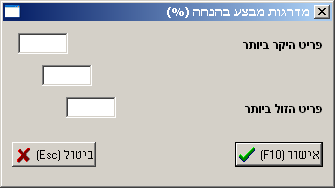 מדרגות מבצע בהנחה (%)
פריט היקר ביותר
פריט הזול ביותר
אישור (F10)
ביטול (Esc)